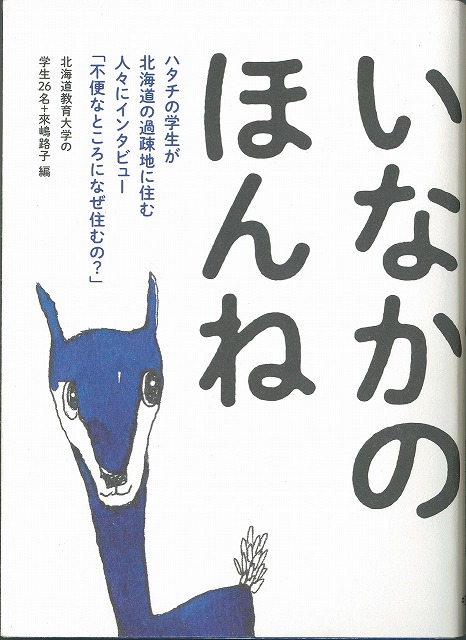 いなかの
ほんね
ハタチの学生が
北海道の過疎地に住む
人々にインタビュー
「不便なところになぜ住むの？」
北海道教育大学の
学生26名＋來嶋路子 編